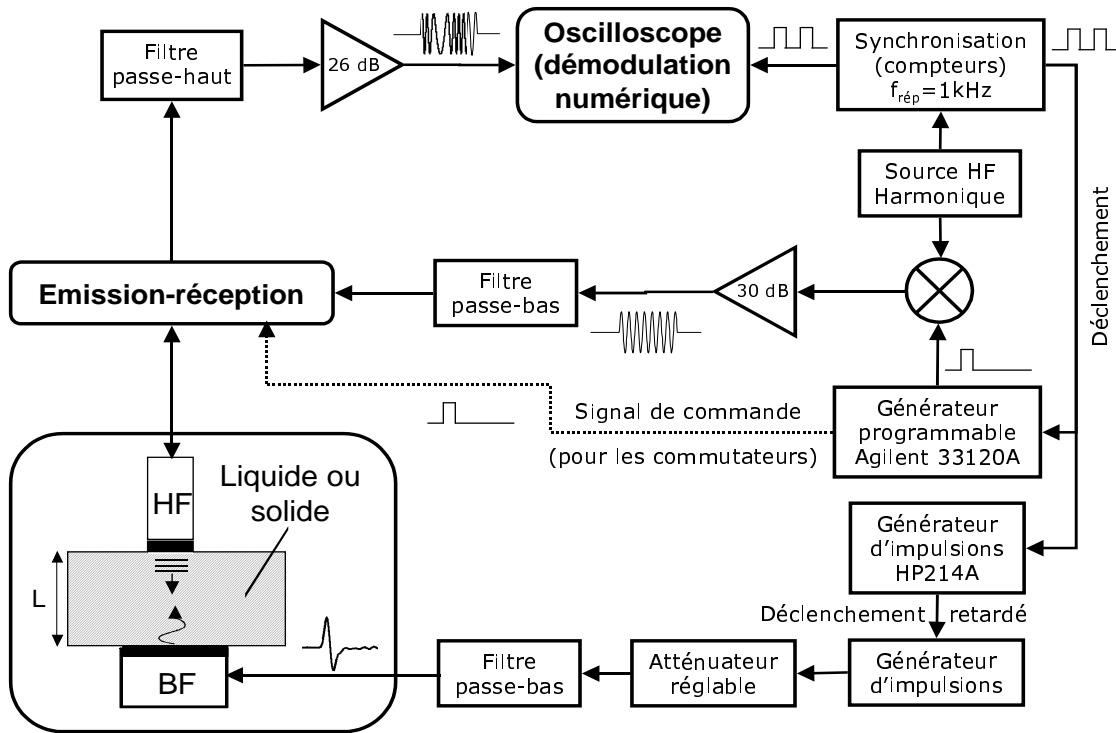 Filtre
passe-haut
26 dB
Oscilloscope
(démodulation
numérique)
Synchronisation
(compteurs)
frép=1kHz
Source HF
Harmonique
Déclenchement
Emission-réception
Filtre
passe-bas
30 dB
Signal de commande
(pour les commutateurs)
Générateur
programmable
Agilent 33120A
HF
Liquide ou
solide
L
BF
Générateur
d'impulsions
HP214A
Déclenchement retardé
Filtre
passe-bas
Atténuateur
réglable
Générateur
d'impulsions